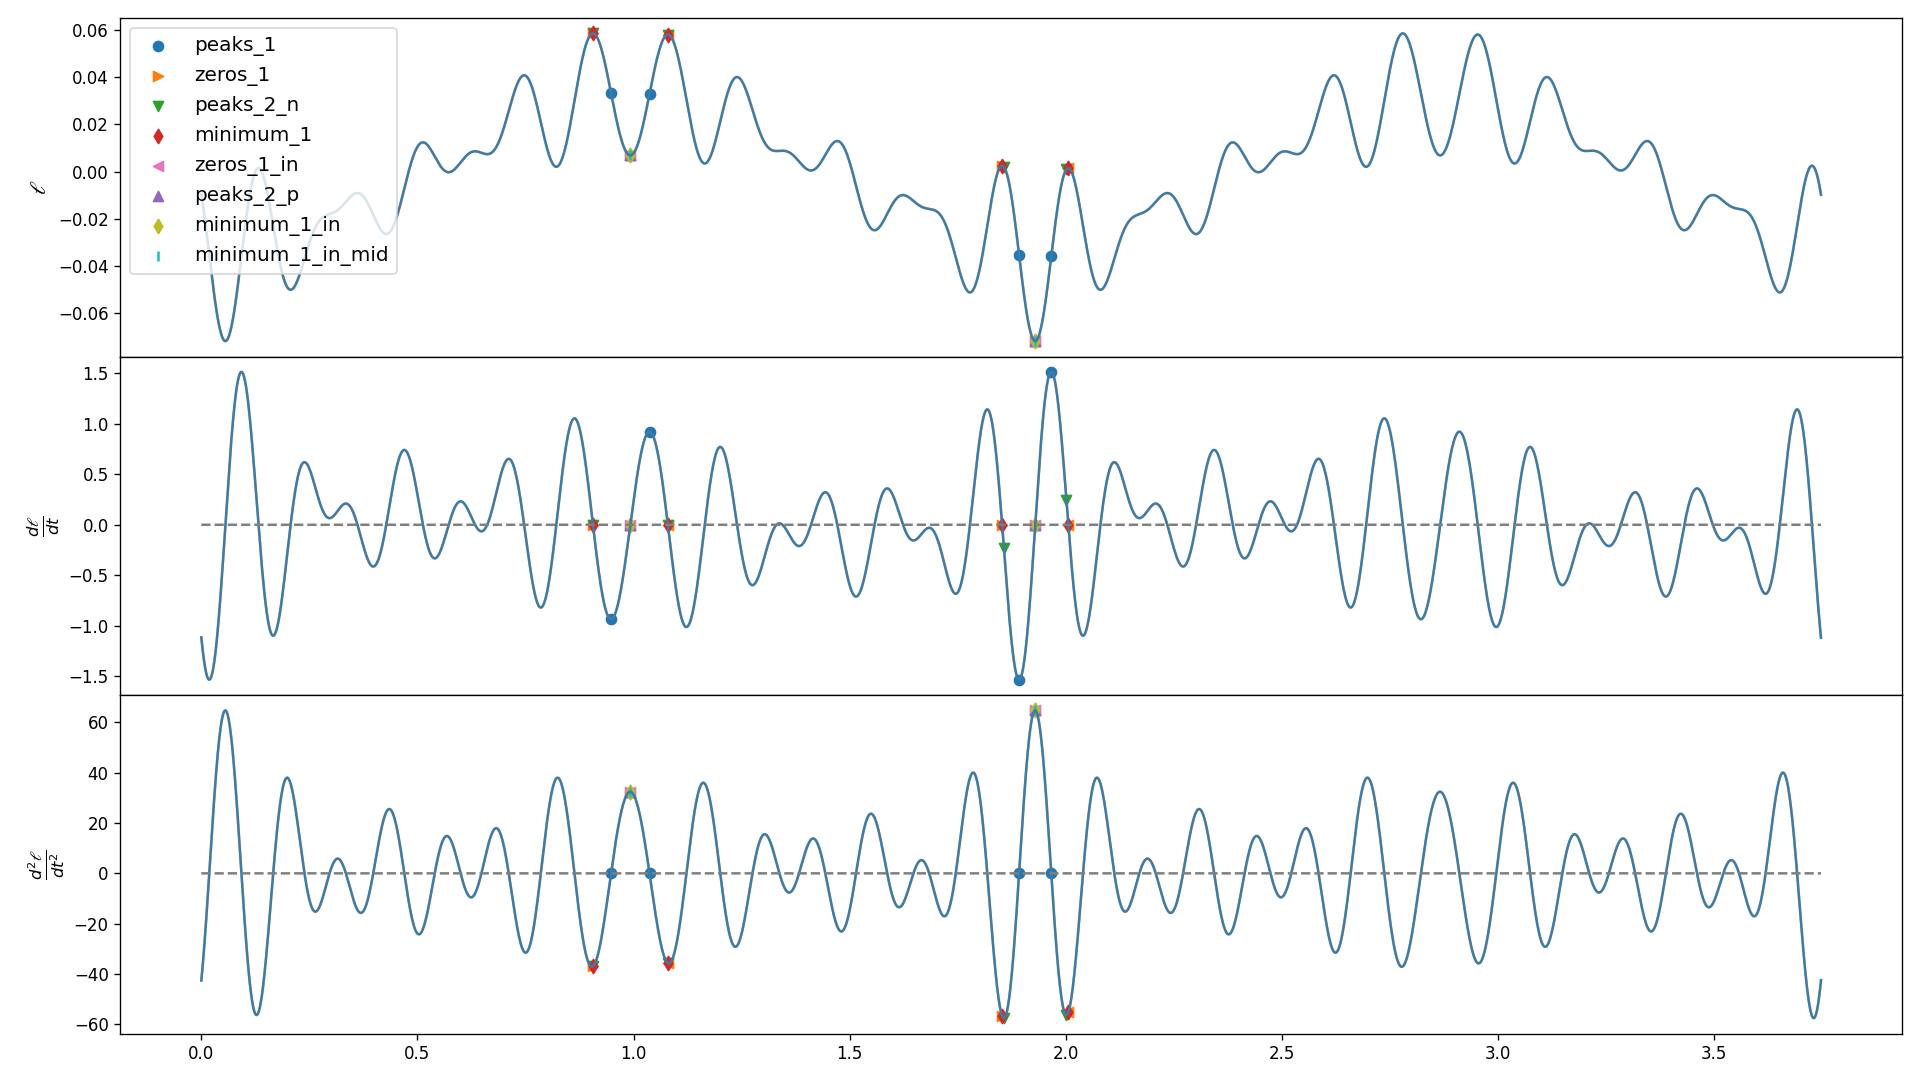 peaks_1
zeros_1
peaks_2_n
minimum_1
zeros_1_in
peaks_2_p
minimum_1_in
minimum_1_in_mid
0.06
0.04
0.02
0.00
−0.02
−0.04
−0.06
ℓ
1.5
1.0
0.5
0.0
−0.5
−1.0
−1.5
dℓ
dt
60
40
20
0
−20
−40
−60
d²ℓ
dt²
0.0 0.5 1.0 1.5 2.0 2.5 3.0 3.5